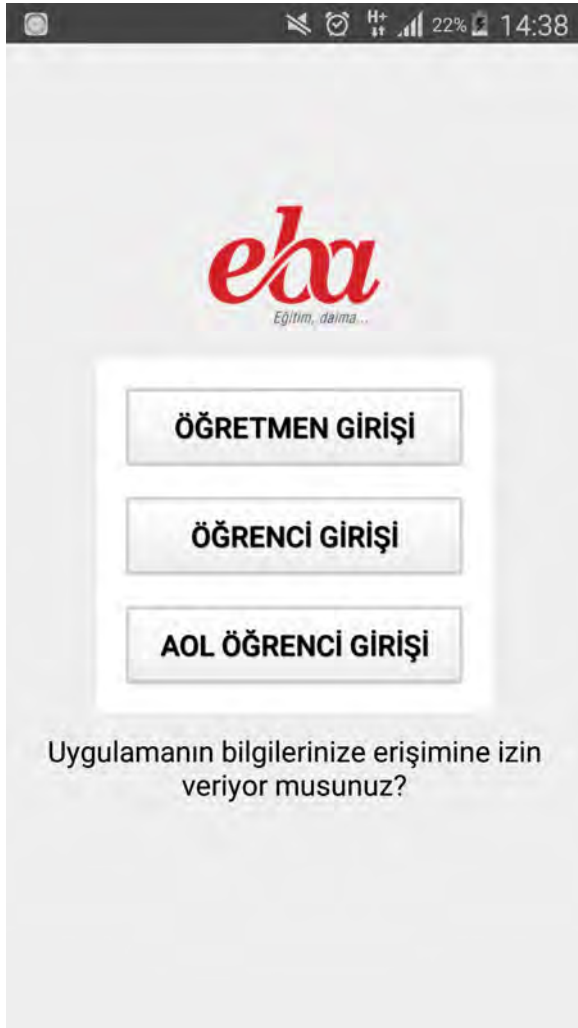 H+ 22% 14:38
eba
Eğitim, daima...
ÖĞRETMEN GİRİŞİ
ÖĞRENCİ GİRİŞİ
AOL ÖĞRENCİ GİRİŞİ
Uygulamanın bilgilerinize erişimine izin
veriyor musunuz?